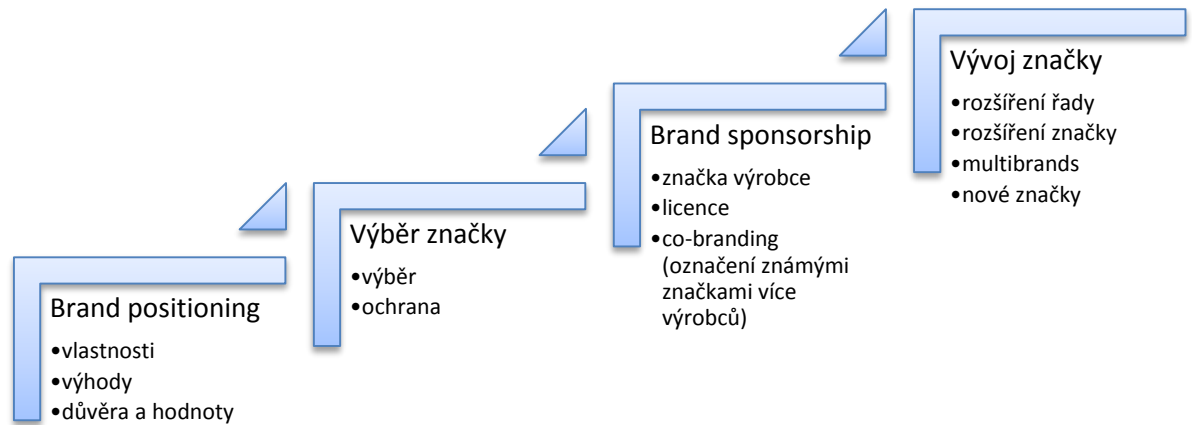 Brand positioning
•vlastnosti
•výhody
•důvěra a hodnoty
Výběr značky
•výběr
•ochrana
Brand sponsorship
•značka výrobce
•licence
•co-branding
(označení známými
značkami více
výrobců)
Vývoj značky
•rozšíření řady
•rozšíření značky
•multibrands
•nové značky